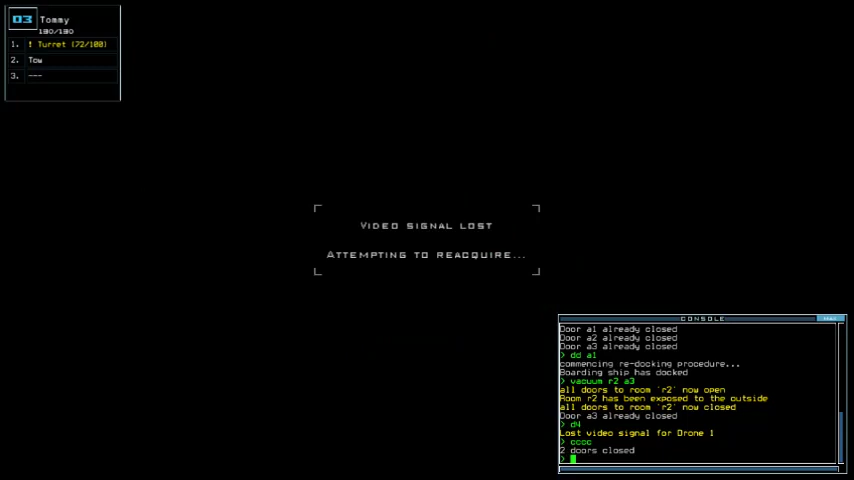 03 Tommy
180/180
1. ! Turret (72/100)
2. Tow
3. ---
Video signal lost
Attempting to reacquire...
CONSOLE
Door a1 already closed
Door a2 already closed
Door a3 already closed
> dd a1
commencing re-docking procedure...
Boarding ship has docked
> vacuum r2 a3
all doors to room 'r2' now open
Room r2 has been exposed to the outside
all doors to room 'r2' now closed
Door a3 already closed
> d4
Lost video signal for Drone 1
> cccc
2 doors closed
>